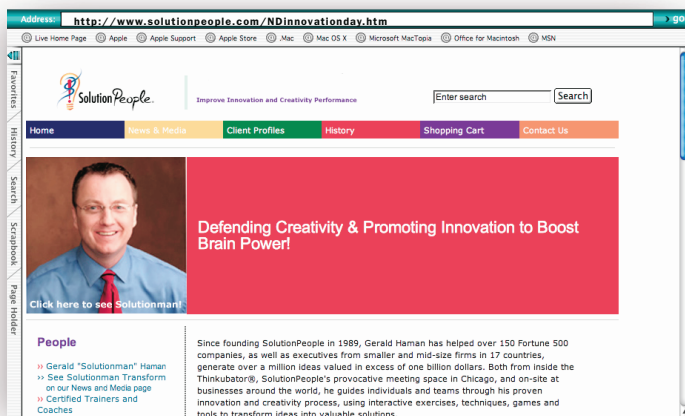 Address: http://www.solutionpeople.com/NDinnovationday.htm › go
Live Home Page Apple Apple Support Apple Store .Mac Mac OS X Microsoft MacTopia Office for Macintosh MSN
Favorites
History
Search
Scrapbook
Page Holder
SolutionPeople
Improve Innovation and Creativity Performance
Enter search Search
Home News & Media Client Profiles History Shopping Cart Contact Us
Defending Creativity & Promoting Innovation to Boost
Brain Power!
Click here to see Solutionman!
People
›› Gerald "Solutionman" Haman
›› See Solutionman Transform
on our News and Media page
›› Certified Trainers and
Coaches
Since founding SolutionPeople in 1989, Gerald Haman has helped over 150 Fortune 500
companies, as well as executives from smaller and mid-size firms in 17 countries,
generate over a million ideas valued in excess of one billion dollars. Both from inside the
Thinkubator®, SolutionPeople's provocative meeting space in Chicago, and on-site at
businesses around the world, he guides individuals and teams through his proven
innovation and creativity process, using interactive exercises, techniques, games and
tools to transform ideas into valuable solutions.